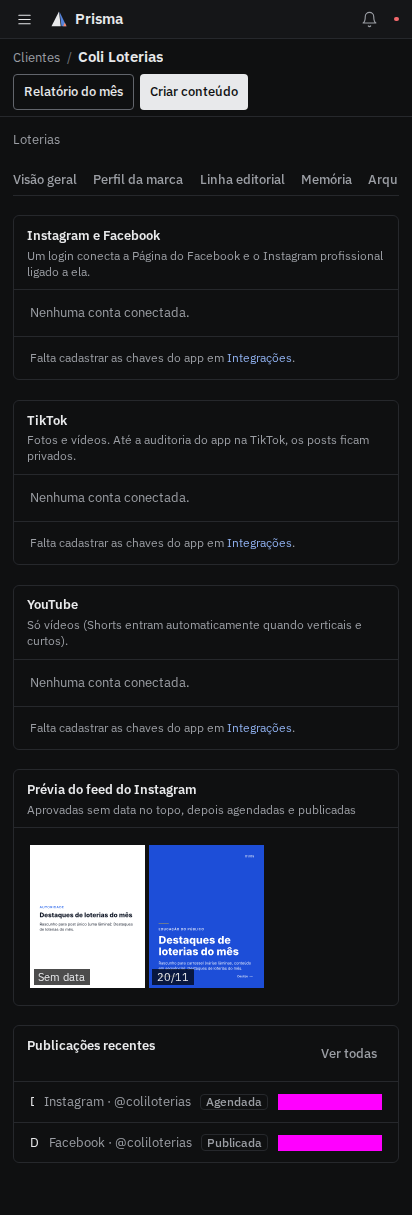 Prisma
Clientes / Coli Loterias
Relatório do mês
Criar conteúdo
Loterias
Visão geral
Perfil da marca
Linha editorial
Memória
Arqu
Instagram e Facebook
Um login conecta a Página do Facebook e o Instagram profissional
ligado a ela.
Nenhuma conta conectada.
Falta cadastrar as chaves do app em Integrações.
TikTok
Fotos e vídeos. Até a auditoria do app na TikTok, os posts ficam
privados.
Nenhuma conta conectada.
Falta cadastrar as chaves do app em Integrações.
YouTube
Só vídeos (Shorts entram automaticamente quando verticais e
curtos).
Nenhuma conta conectada.
Falta cadastrar as chaves do app em Integrações.
Prévia do feed do Instagram
Aprovadas sem data no topo, depois agendadas e publicadas
AUTORIDADE
Destaques de loterias do mês
Sem data
EDUCAÇÃO DO PÚBLICO
Destaques de
loterias do mês
20/11
Publicações recentes
Ver todas
Instagram · @coliloterias
Agendada
D
Facebook · @coliloterias
Publicada